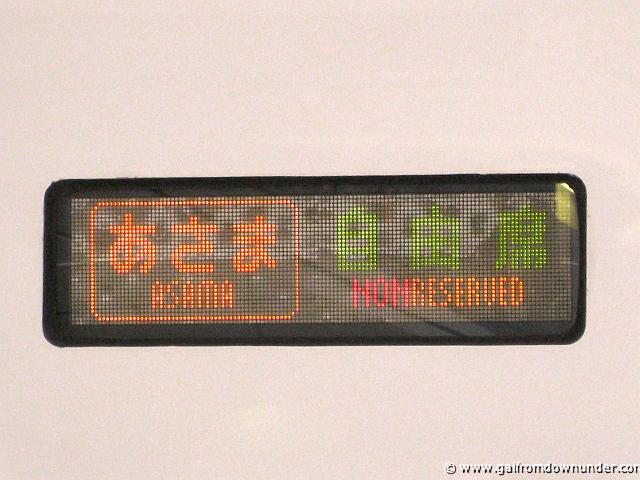 あさま 自由席
ASAMA NONRESERVED
© www.galfromdownunder.com